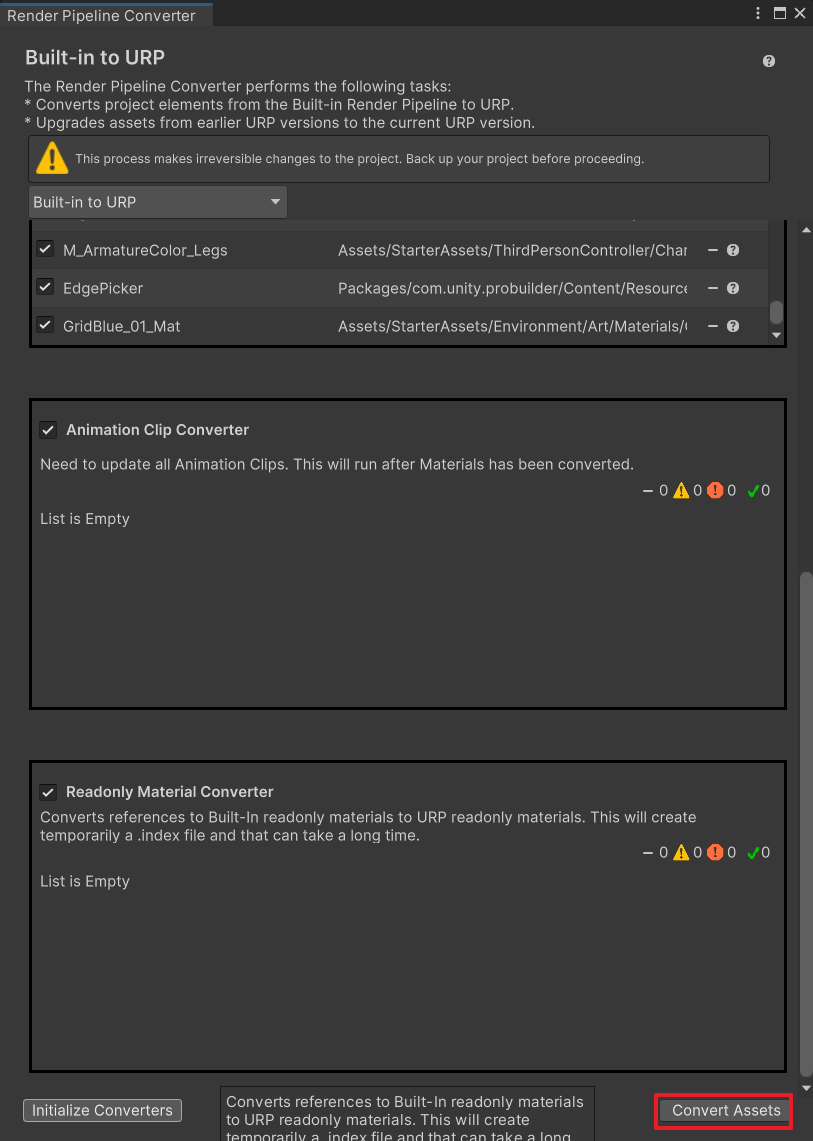 Render Pipeline Converter
Built-in to URP
The Render Pipeline Converter performs the following tasks:
* Converts project elements from the Built-in Render Pipeline to URP.
* Upgrades assets from earlier URP versions to the current URP version.
This process makes irreversible changes to the project. Back up your project before proceeding.
Built-in to URP
M_ArmatureColor_Legs Assets/StarterAssets/ThirdPersonController/Char
EdgePicker Packages/com.unity.probuilder/Content/Resource
GridBlue_01_Mat Assets/StarterAssets/Environment/Art/Materials/
Animation Clip Converter
Need to update all Animation Clips. This will run after Materials has been converted.
0 0 0 0
List is Empty
Readonly Material Converter
Converts references to Built-In readonly materials to URP readonly materials. This will create
temporarily a .index file and that can take a long time.
0 0 0 0
List is Empty
Initialize Converters
Converts references to Built-In readonly materials
to URP readonly materials. This will create
temporarily a .index file and that can take a long
Convert Assets